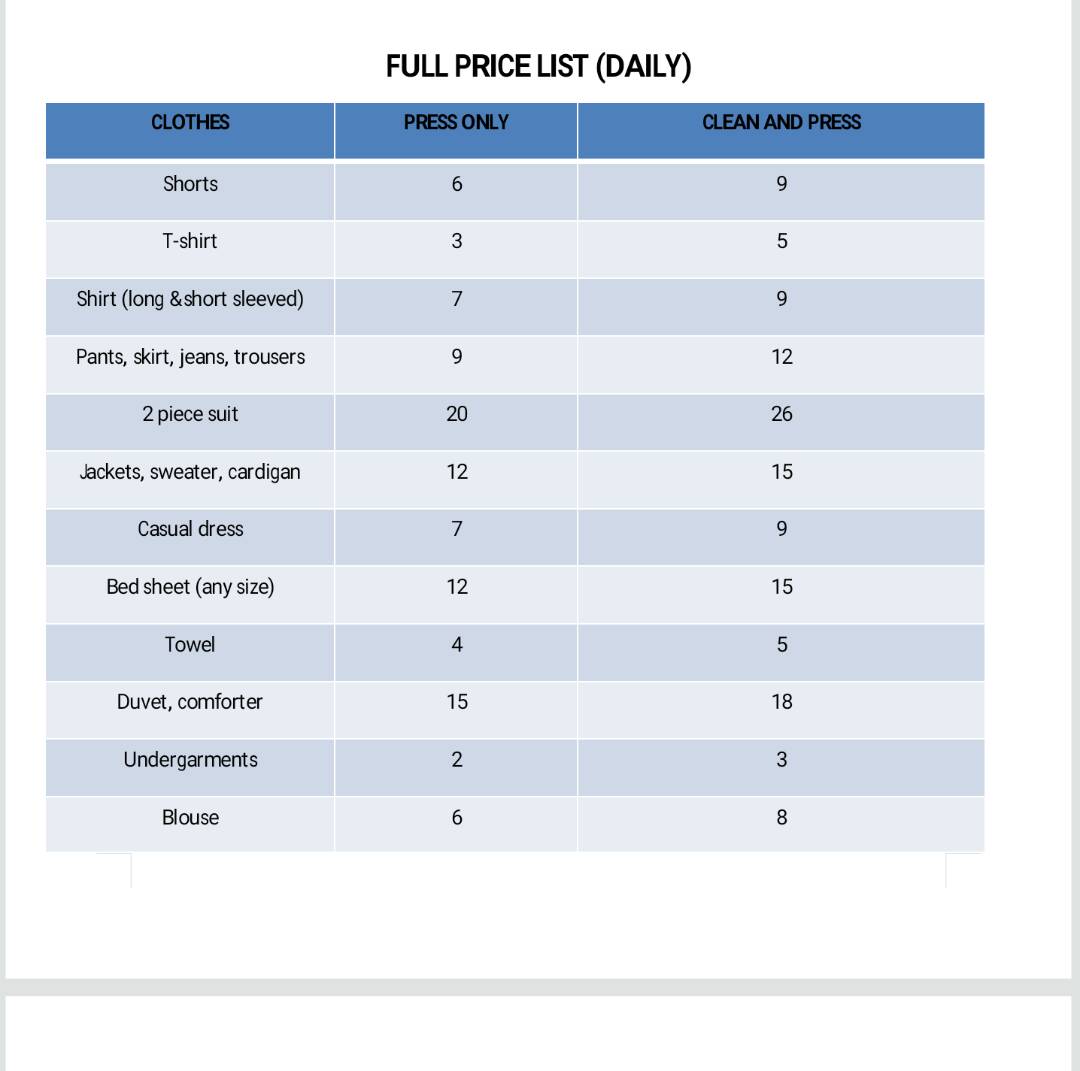 FULL PRICE LIST (DAILY)
CLOTHES PRESS ONLY CLEAN AND PRESS
Shorts 6 9
T-shirt 3 5
Shirt (long &short sleeved) 7 9
Pants, skirt, jeans, trousers 9 12
2 piece suit 20 26
Jackets, sweater, cardigan 12 15
Casual dress 7 9
Bed sheet (any size) 12 15
Towel 4 5
Duvet, comforter 15 18
Undergarments 2 3
Blouse 6 8